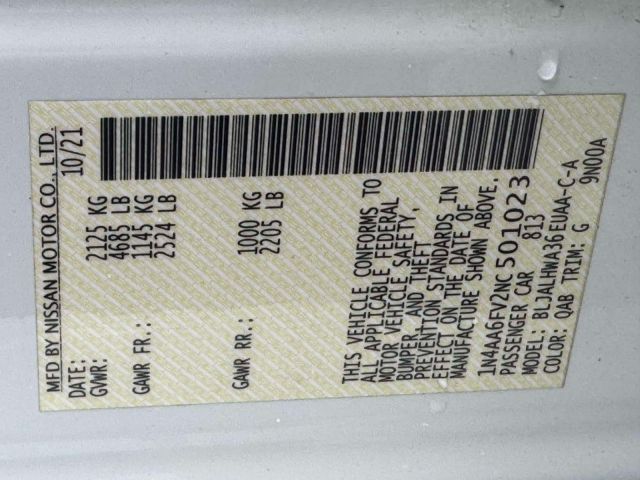 MFD BY NISSAN MOTOR CO., LTD.
DATE: 10/21
GVWR: 2125 KG
4685 LB
GAWR FR.: 1145 KG
2524 LB
GAWR RR.: 1000 KG
2205 LB
THIS VEHICLE CONFORMS TO
ALL APPLICABLE FEDERAL
MOTOR VEHICLE SAFETY,
BUMPER, AND THEFT
PREVENTION STANDARDS IN
EFFECT ON THE DATE OF
MANUFACTURE SHOWN ABOVE.
1N4AA6FV2NC501023
PASSENGER CAR 813
MODEL: BLJALHWA36EUAA-C-A
COLOR: QAB TRIM: G 9N00A